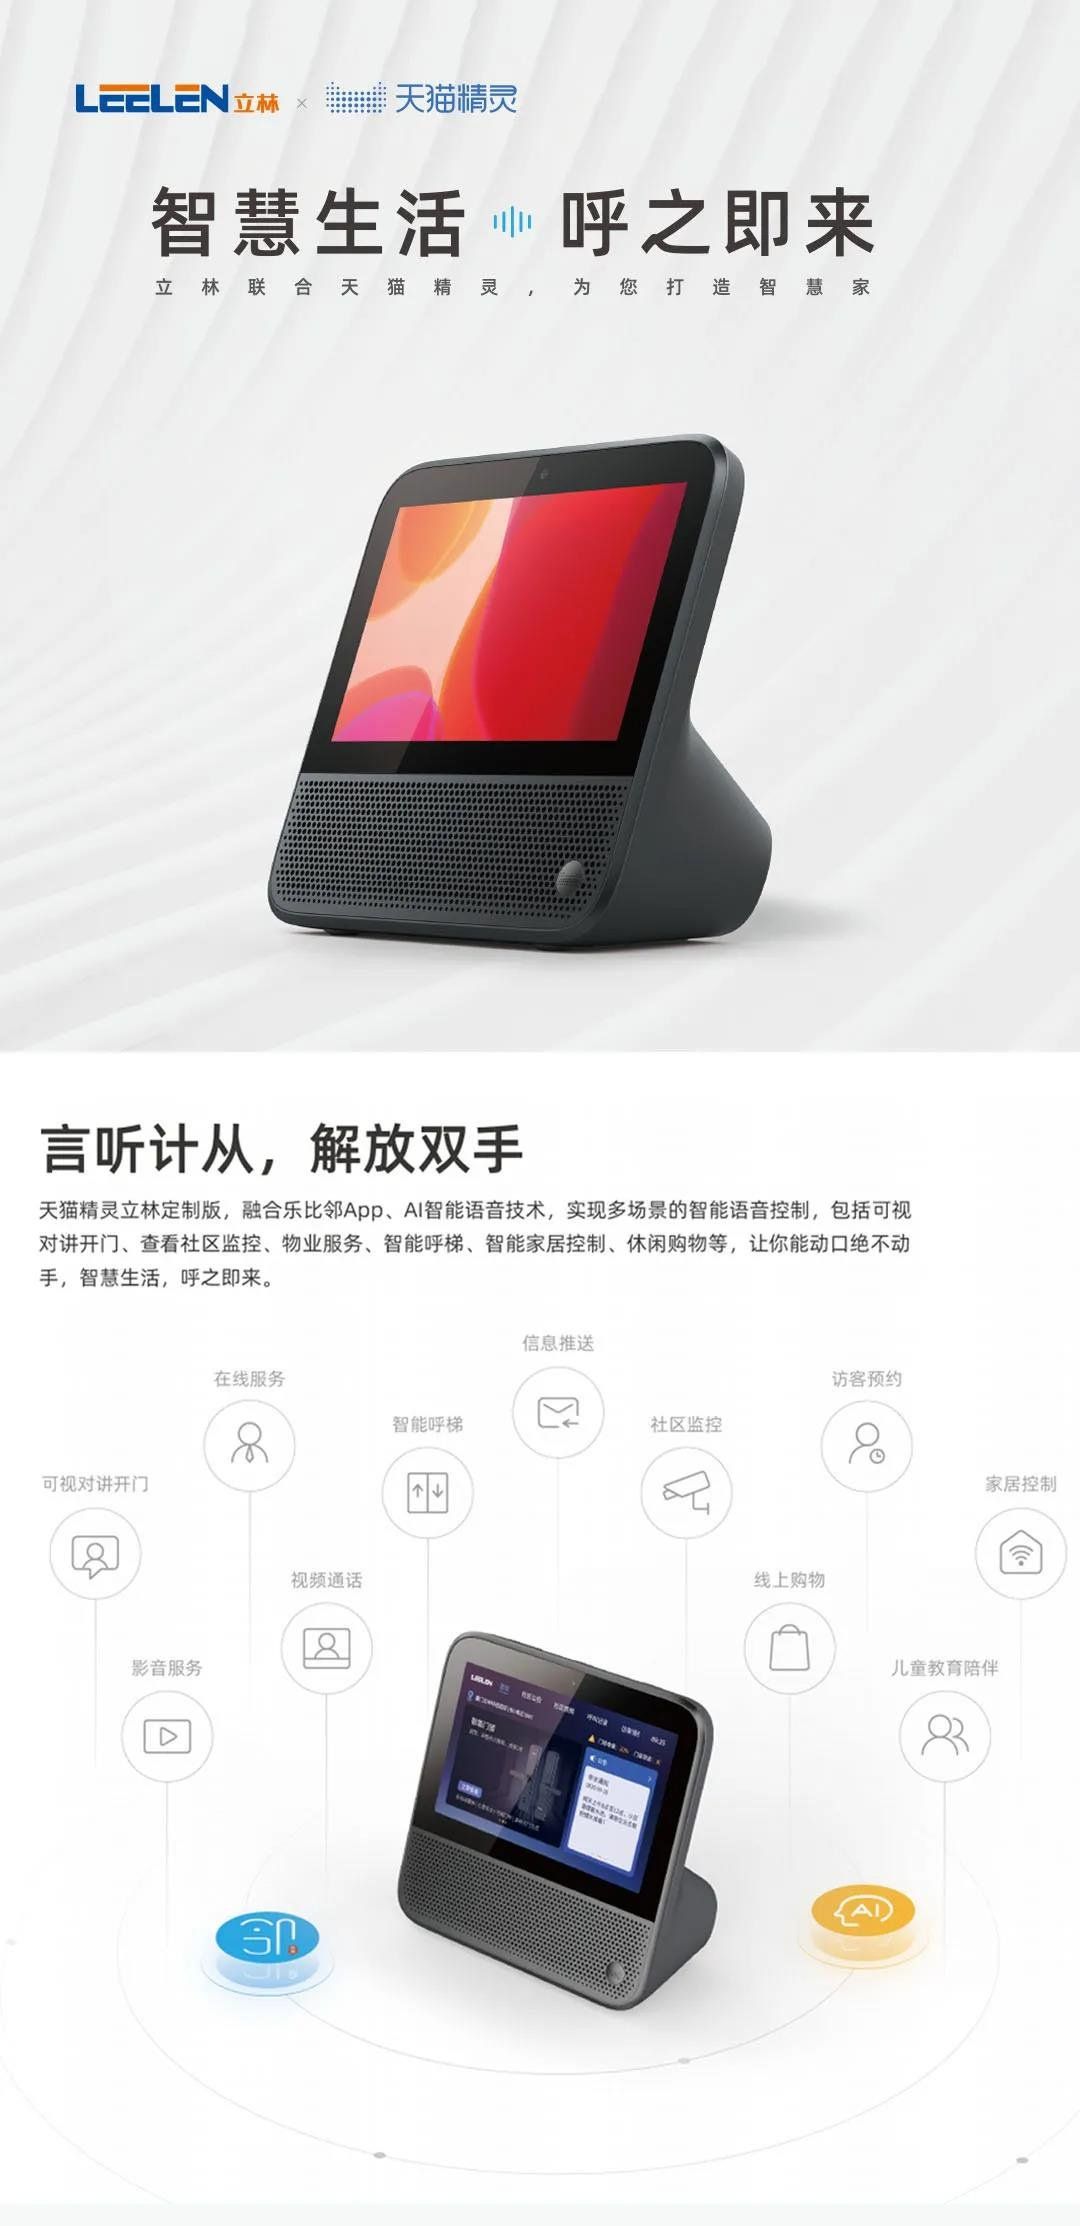 LEELEN立林 × 天猫精灵
智慧生活 呼之即来
立林联合天猫精灵，为您打造智慧家
言听计从，解放双手
天猫精灵立林定制版，融合乐比邻App、AI智能语音技术，实现多场景的智能语音控制，包括可视
对讲开门、查看社区监控、物业服务、智能呼梯、智能家居控制、休闲购物等，让你能动口绝不动
手，智慧生活，呼之即来。
信息推送
在线服务
访客预约
智能呼梯
社区监控
可视对讲开门
家居控制
视频通话
线上购物
影音服务
儿童教育陪伴
LEELEN
智能门锁
公告
AI